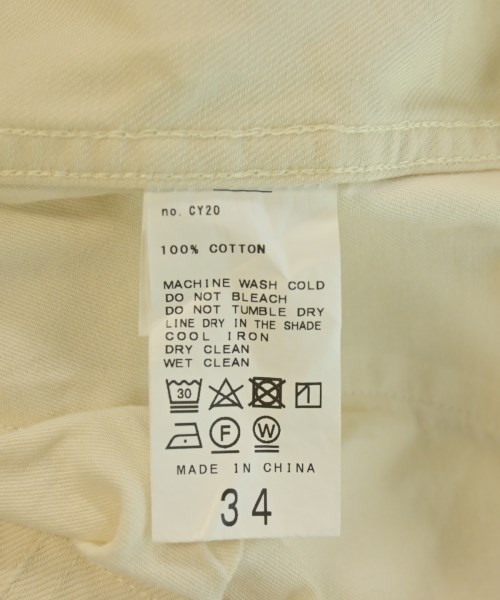 no. CY20
100% COTTON
MACHINE WASH COLD
DO NOT BLEACH
DO NOT TUMBLE DRY
LINE DRY IN THE SHADE
COOL IRON
DRY CLEAN
WET CLEAN
30
F W
MADE IN CHINA
34